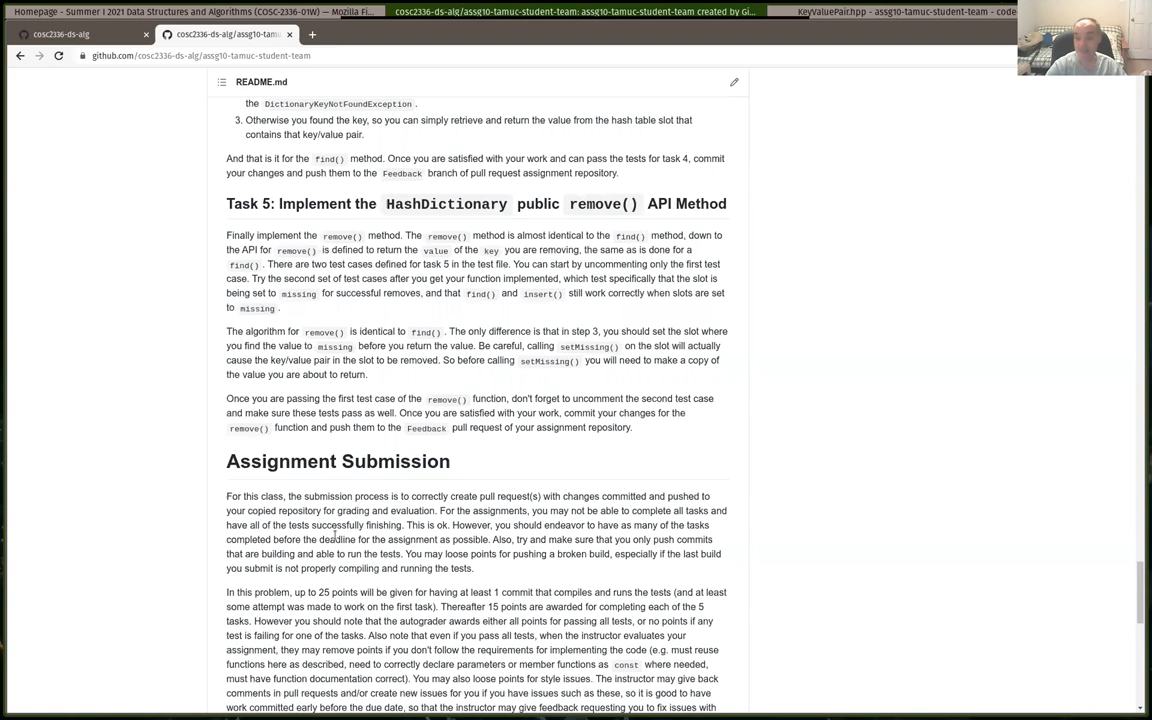 Homepage - Summer I 2021 Data Structures and Algorithms (COSC-2336-01W) — Mozilla Fi...
cosc2336-ds-alg/assg10-tamuc-student-team: assg10-tamuc-student-team created by Gi...
KeyValuePair.hpp - assg10-tamuc-student-team - code
cosc2336-ds-alg
cosc2336-ds-alg/assg10-tamu
github.com/cosc2336-ds-alg/assg10-tamuc-student-team
README.md
the DictionaryKeyNotFoundException .
3. Otherwise you found the key, so you can simply retrieve and return the value from the hash table slot that
contains that key/value pair.
And that is it for the find() method. Once you are satisfied with your work and can pass the tests for task 4, commit
your changes and push them to the Feedback branch of pull request assignment repository.
Task 5: Implement the HashDictionary public remove() API Method
Finally implement the remove() method. The remove() method is almost identical to the find() method, down to
the API for remove() is defined to return the value of the key you are removing, the same as is done for a
find() . There are two test cases defined for task 5 in the test file. You can start by uncommenting only the first test
case. Try the second set of test cases after you get your function implemented, which test specifically that the slot is
being set to missing for successful removes, and that find() and insert() still work correctly when slots are set
to missing .
The algorithm for remove() is identical to find() . The only difference is that in step 3, you should set the slot where
you find the value to missing before you return the value. Be careful, calling setMissing() on the slot will actually
cause the key/value pair in the slot to be removed. So before calling setMissing() you will need to make a copy of
the value you are about to return.
Once you are passing the first test case of the remove() function, don't forget to uncomment the second test case
and make sure these tests pass as well. Once you are satisfied with your work, commit your changes for the
remove() function and push them to the Feedback pull request of your assignment repository.
Assignment Submission
For this class, the submission process is to correctly create pull request(s) with changes committed and pushed to
your copied repository for grading and evaluation. For the assignments, you may not be able to complete all tasks and
have all of the tests successfully finishing. This is ok. However, you should endeavor to have as many of the tasks
completed before the deadline for the assignment as possible. Also, try and make sure that you only push commits
that are building and able to run the tests. You may loose points for pushing a broken build, especially if the last build
you submit is not properly compiling and running the tests.
In this problem, up to 25 points will be given for having at least 1 commit that compiles and runs the tests (and at least
some attempt was made to work on the first task). Thereafter 15 points are awarded for completing each of the 5
tasks. However you should note that the autograder awards either all points for passing all tests, or no points if any
test is failing for one of the tasks. Also note that even if you pass all tests, when the instructor evaluates your
assignment, they may remove points if you don't follow the requirements for implementing the code (e.g. must reuse
functions here as described, need to correctly declare parameters or member functions as const where needed,
must have function documentation correct). You may also loose points for style issues. The instructor may give back
comments in pull requests and/or create new issues for you if you have issues such as these, so it is good to have
work committed early before the due date, so that the instructor may give feedback requesting you to fix issues with